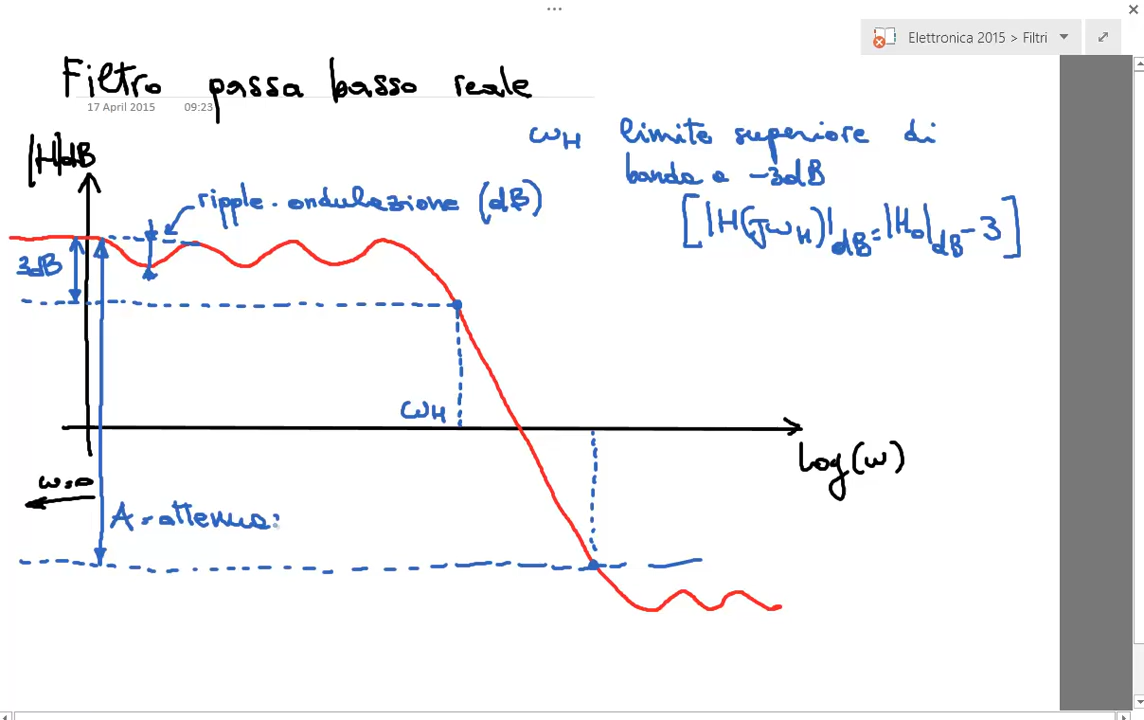 Elettronica 2015 > Filtri
Filtro passa basso reale
17 April 2015 09:23
ωH limite superiore di
banda a -3dB
[|H(jωH)|dB=|H0|dB-3]
|H|dB
ripple. ondulazione (dB)
3dB
ωH
log(ω)
ω=0
A=attenua